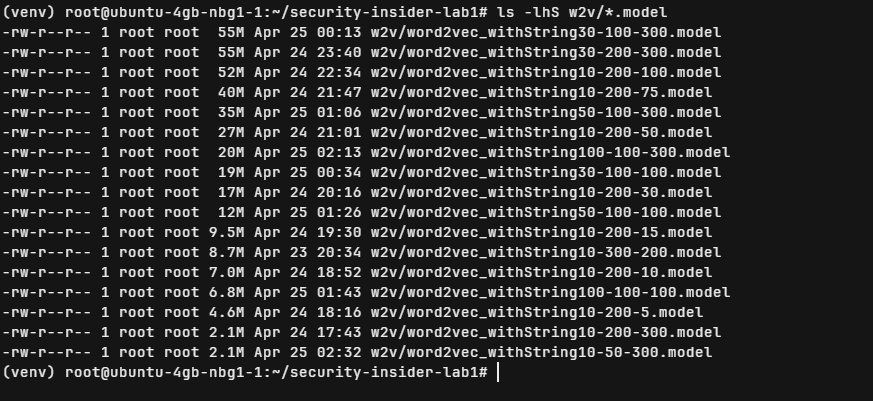 (venv) root@ubuntu-4gb-nbg1-1:~/security-insider-lab1# ls -lhS w2v/*.model
-rw-r--r-- 1 root root  55M Apr 25 00:13 w2v/word2vec_withString30-100-300.model
-rw-r--r-- 1 root root  55M Apr 24 23:40 w2v/word2vec_withString30-200-300.model
-rw-r--r-- 1 root root  52M Apr 24 22:34 w2v/word2vec_withString10-200-100.model
-rw-r--r-- 1 root root  40M Apr 24 21:47 w2v/word2vec_withString10-200-75.model
-rw-r--r-- 1 root root  35M Apr 25 01:06 w2v/word2vec_withString50-100-300.model
-rw-r--r-- 1 root root  27M Apr 24 21:01 w2v/word2vec_withString10-200-50.model
-rw-r--r-- 1 root root  20M Apr 25 02:13 w2v/word2vec_withString100-100-300.model
-rw-r--r-- 1 root root  19M Apr 25 00:34 w2v/word2vec_withString30-100-100.model
-rw-r--r-- 1 root root  17M Apr 24 20:16 w2v/word2vec_withString10-200-30.model
-rw-r--r-- 1 root root  12M Apr 25 01:26 w2v/word2vec_withString50-100-100.model
-rw-r--r-- 1 root root 9.5M Apr 24 19:30 w2v/word2vec_withString10-200-15.model
-rw-r--r-- 1 root root 8.7M Apr 23 20:34 w2v/word2vec_withString10-300-200.model
-rw-r--r-- 1 root root 7.0M Apr 24 18:52 w2v/word2vec_withString10-200-10.model
-rw-r--r-- 1 root root 6.8M Apr 25 01:43 w2v/word2vec_withString100-100-100.model
-rw-r--r-- 1 root root 4.6M Apr 24 18:16 w2v/word2vec_withString10-200-5.model
-rw-r--r-- 1 root root 2.1M Apr 24 17:43 w2v/word2vec_withString10-200-300.model
-rw-r--r-- 1 root root 2.1M Apr 25 02:32 w2v/word2vec_withString10-50-300.model
(venv) root@ubuntu-4gb-nbg1-1:~/security-insider-lab1#